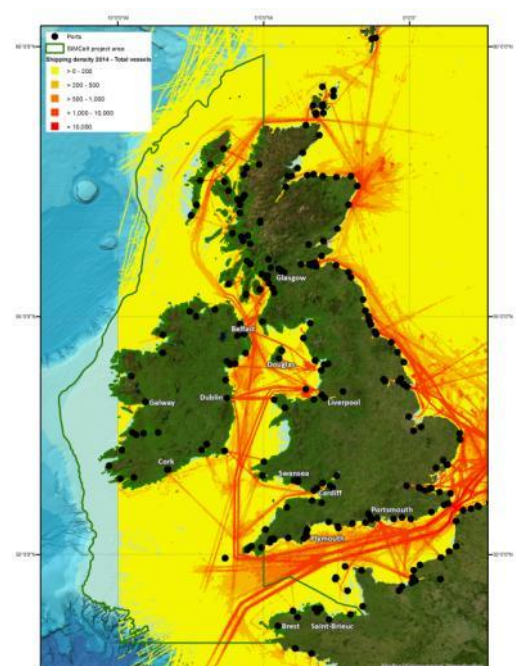 Ports
SIMCelt project area
Shipping density 2014 - Total vessels
> 0 - 200
> 200 - 500
> 500 - 1,000
> 1,000 - 10,000
> 10,000
Glasgow
Belfast
Douglas
Galway
Dublin
Liverpool
Cork
Swansea
Cardiff
Portsmouth
Plymouth
Brest
Saint-Brieuc